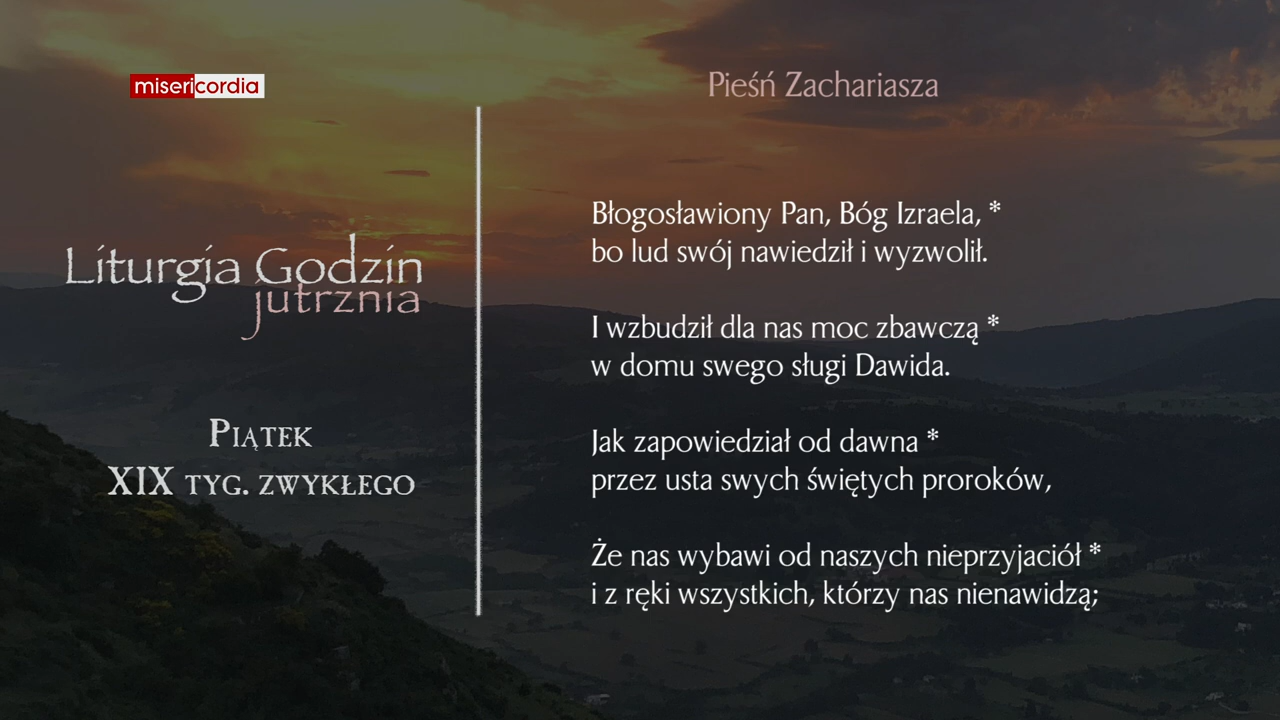 misericordia
Liturgia Godzin
jutrznia
Piątek
XIX tyg. zwykłego
Pieśń Zachariasza
Błogosławiony Pan, Bóg Izraela, *
bo lud swój nawiedził i wyzwolił.
I wzbudził dla nas moc zbawczą *
w domu swego sługi Dawida.
Jak zapowiedział od dawna *
przez usta swych świętych proroków,
Że nas wybawi od naszych nieprzyjaciół *
i z ręki wszystkich, którzy nas nienawidzą;